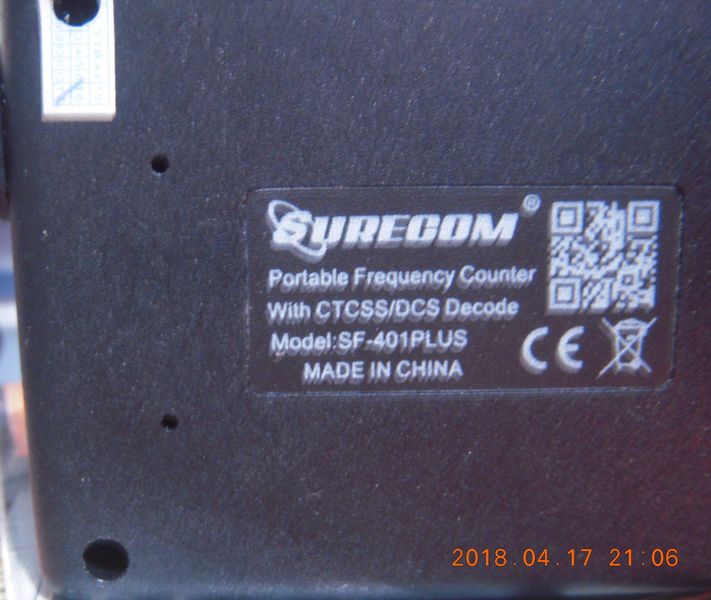 SURECOM®
Portable Frequency Counter
With CTCSS/DCS Decode
Model:SF-401PLUS
MADE IN CHINA
CE
2018.04.17 21:06